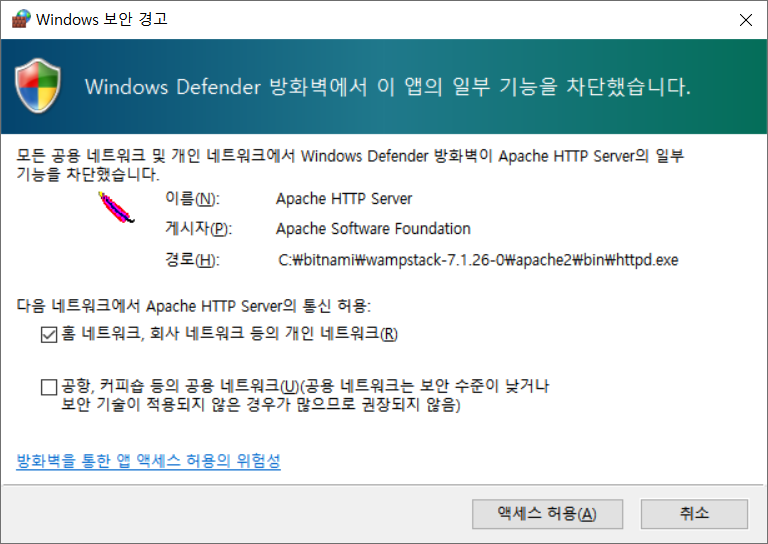 Windows 보안 경고
Windows Defender 방화벽에서 이 앱의 일부 기능을 차단했습니다.
모든 공용 네트워크 및 개인 네트워크에서 Windows Defender 방화벽이 Apache HTTP Server의 일부
기능을 차단했습니다.
이름(N): Apache HTTP Server
게시자(P): Apache Software Foundation
경로(H): C:₩bitnami₩wampstack-7.1.26-0₩apache2₩bin₩httpd.exe
다음 네트워크에서 Apache HTTP Server의 통신 허용:
홈 네트워크, 회사 네트워크 등의 개인 네트워크(R)
공항, 커피숍 등의 공용 네트워크(U)(공용 네트워크는 보안 수준이 낮거나
보안 기술이 적용되지 않은 경우가 많으므로 권장되지 않음)
방화벽을 통한 앱 액세스 허용의 위험성
액세스 허용(A) 취소